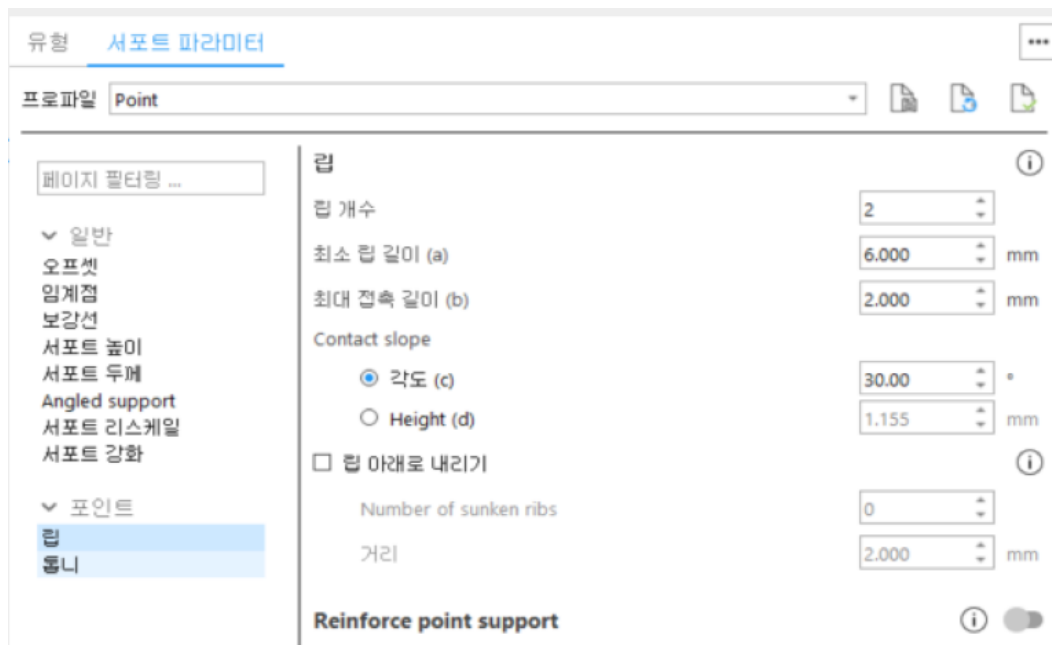 유형 서포트 파라미터
프로파일 Point
페이지 필터링 ...
일반
오프셋
임계점
보강선
서포트 높이
서포트 두께
Angled support
서포트 리스케일
서포트 강화
포인트
립
톱니
립
립 개수 2
최소 립 길이 (a) 6.000 mm
최대 접촉 길이 (b) 2.000 mm
Contact slope
각도 (c) 30.00 °
Height (d) 1.155 mm
립 아래로 내리기
Number of sunken ribs 0
거리 2.000 mm
Reinforce point support